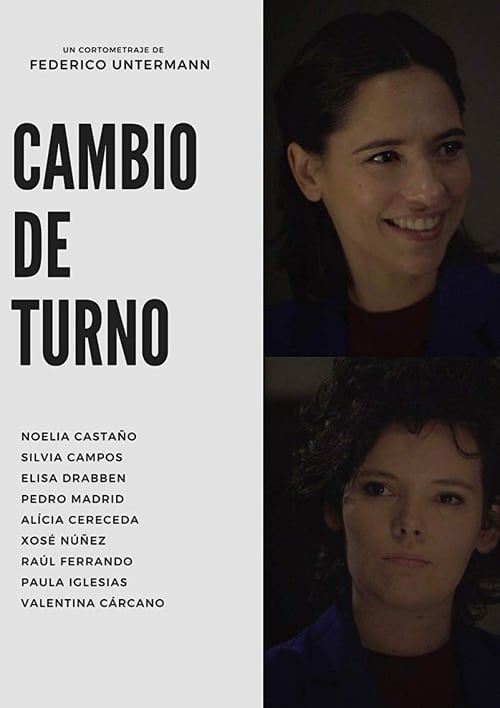 UN CORTOMETRAJE DE
FEDERICO UNTERMANN
CAMBIO
DE
TURNO
NOELIA CASTAÑO
SILVIA CAMPOS
ELISA DRABBEN
PEDRO MADRID
ALÍCIA CERECEDA
XOSÉ NÚÑEZ
RAÚL FERRANDO
PAULA IGLESIAS
VALENTINA CÁRCANO